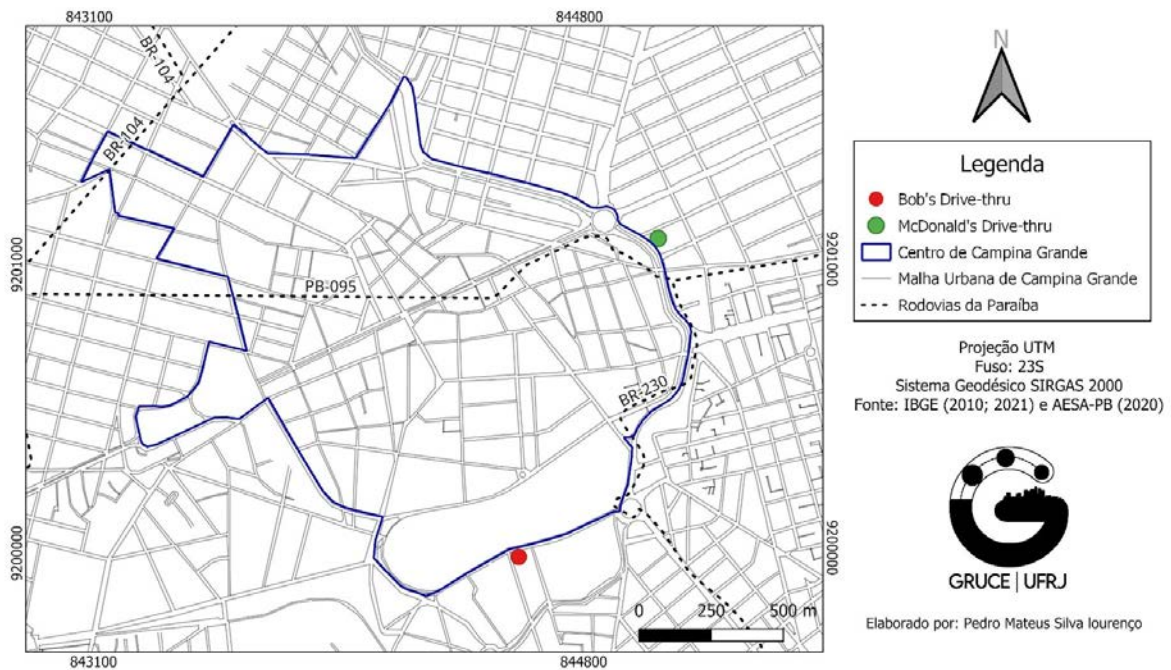 843100
844800
BR-104
BR-104
9201000
9201000
PB-095
BR-230
9200000
9200000
0 250 500 m
843100
844800
N
Legenda
Bob's Drive-thru
McDonald's Drive-thru
Centro de Campina Grande
Malha Urbana de Campina Grande
Rodovias da Paraíba
Projeção UTM
Fuso: 23S
Sistema Geodésico SIRGAS 2000
Fonte: IBGE (2010; 2021) e AESA-PB (2020)
GRUCE | UFRJ
Elaborado por: Pedro Mateus Silva lourenço